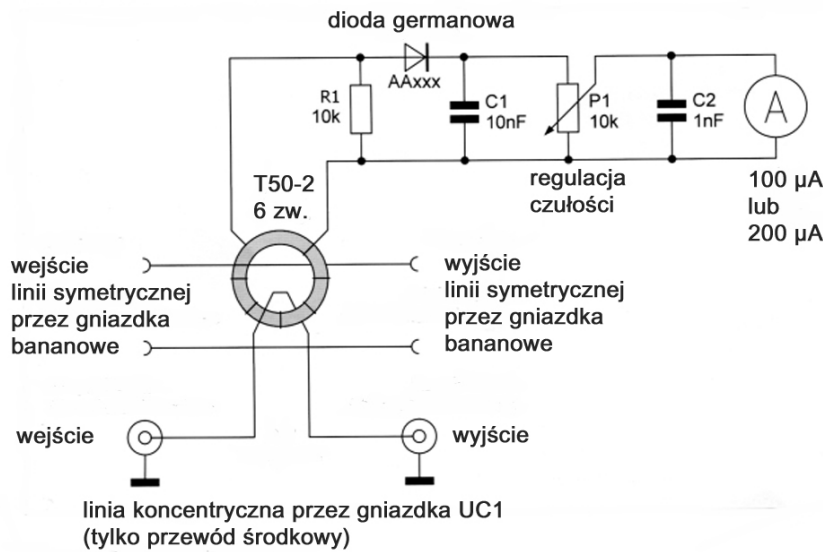 dioda germanowa
AAxxx
R1
10k
C1
10nF
P1
10k
C2
1nF
A
T50-2
6 zw.
regulacja
czułości
100 µA
lub
200 µA
wejście
linii symetrycznej
przez gniazdka
bananowe
wyjście
linii symetrycznej
przez gniazdka
bananowe
wejście
wyjście
linia koncentryczna przez gniazdka UC1
(tylko przewód środkowy)